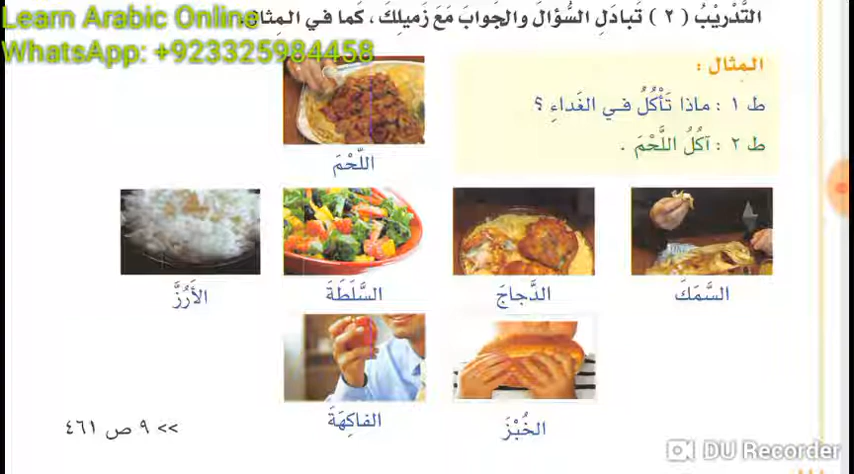 Learn Arabic Online
WhatsApp: +923325984458
التَّدْرِيْبُ ( ٢ ) تَبادَلِ السُّؤالَ والجَوابَ مَعَ زَميلِكَ ، كَما في المِثالِ.
المِثال :
ط ١ : ماذا تَأْكُلُ في الغَداءِ ؟
ط ٢ : آكُلُ اللَّحْمَ .
اللَّحْمَ
السَّمَكَ
الدَّجاجَ
السَّلَطَةَ
الأَرُزَّ
الخُبْزَ
الفاكِهَةَ
>> ٩ ص ٤٦١
DU Recorder